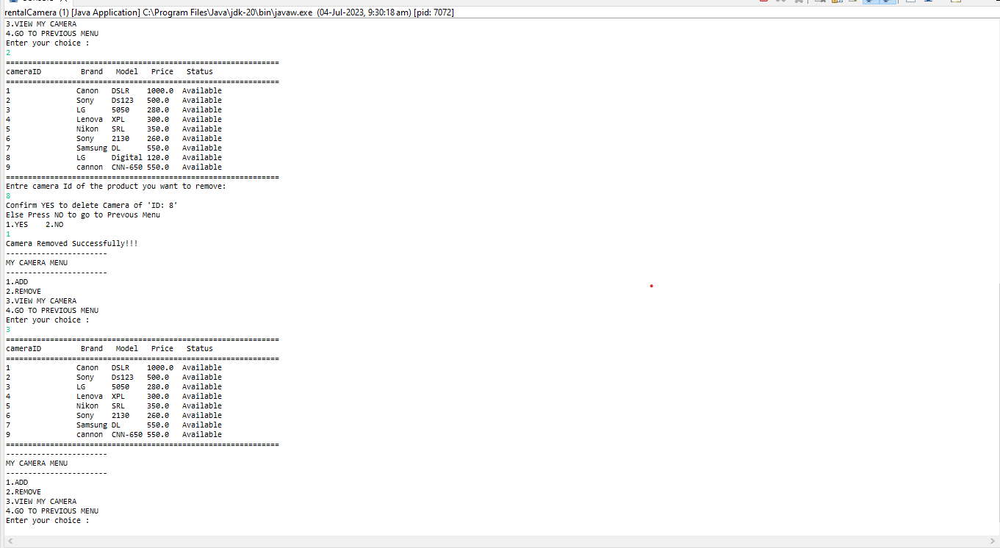 rentalCamera (1) [Java Application] C:\Program Files\Java\jdk-20\bin\javaw.exe (04-Jul-2023, 9:30:18 am) [pid: 7072]
3.VIEW MY CAMERA
4.GO TO PREVIOUS MENU
Enter your choice :
2
==============================================================
cameraID         Brand   Model   Price   Status
==============================================================
1               Canon   DSLR    1000.0  Available
2               Sony    Ds123   500.0   Available
3               LG      5050    280.0   Available
4               Lenova  XPL     300.0   Available
5               Nikon   SRL     350.0   Available
6               Sony    2130    260.0   Available
7               Samsung DL      550.0   Available
8               LG      Digital 120.0   Available
9               cannon  CNN-650 550.0   Available
==============================================================
Entre camera Id of the product you want to remove:
8
Confirm YES to delete Camera of 'ID: 8'
Else Press NO to go to Prevous Menu
1.YES    2.NO
1
Camera Removed Successfully!!!
-----------------------
MY CAMERA MENU
-----------------------
1.ADD
2.REMOVE
3.VIEW MY CAMERA
4.GO TO PREVIOUS MENU
Enter your choice :
3
==============================================================
cameraID         Brand   Model   Price   Status
==============================================================
1               Canon   DSLR    1000.0  Available
2               Sony    Ds123   500.0   Available
3               LG      5050    280.0   Available
4               Lenova  XPL     300.0   Available
5               Nikon   SRL     350.0   Available
6               Sony    2130    260.0   Available
7               Samsung DL      550.0   Available
9               cannon  CNN-650 550.0   Available
==============================================================
-----------------------
MY CAMERA MENU
-----------------------
1.ADD
2.REMOVE
3.VIEW MY CAMERA
4.GO TO PREVIOUS MENU
Enter your choice :